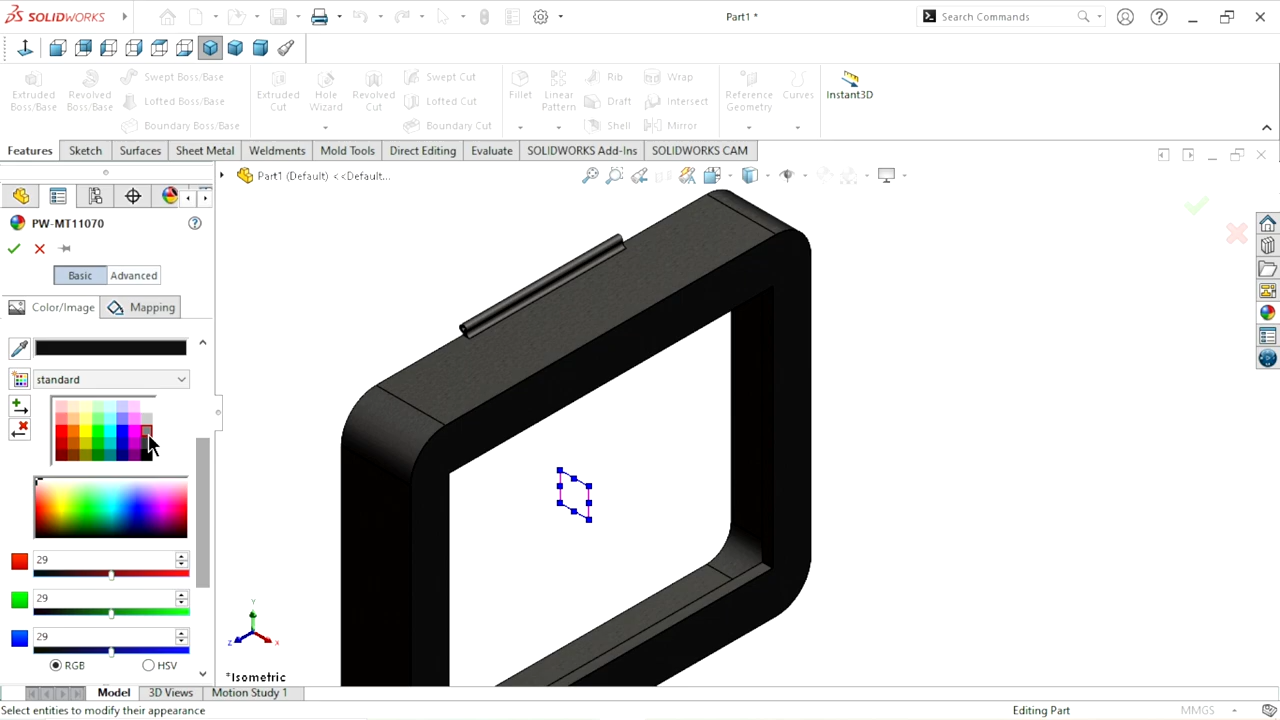 SOLIDWORKS
Part1 *
Search Commands
Extruded Boss/Base
Revolved Boss/Base
Swept Boss/Base
Lofted Boss/Base
Boundary Boss/Base
Extruded Cut
Hole Wizard
Revolved Cut
Swept Cut
Lofted Cut
Boundary Cut
Fillet
Linear Pattern
Rib
Draft
Shell
Wrap
Intersect
Mirror
Reference Geometry
Curves
Instant3D
Features
Sketch
Surfaces
Sheet Metal
Weldments
Mold Tools
Direct Editing
Evaluate
SOLIDWORKS Add-Ins
SOLIDWORKS CAM
Part1 (Default) <<Default...
PW-MT11070
Basic
Advanced
Color/Image
Mapping
standard
29
29
29
RGB
HSV
Y
X
Z
*Isometric
Model
3D Views
Motion Study 1
Select entities to modify their appearance
Editing Part
MMGS